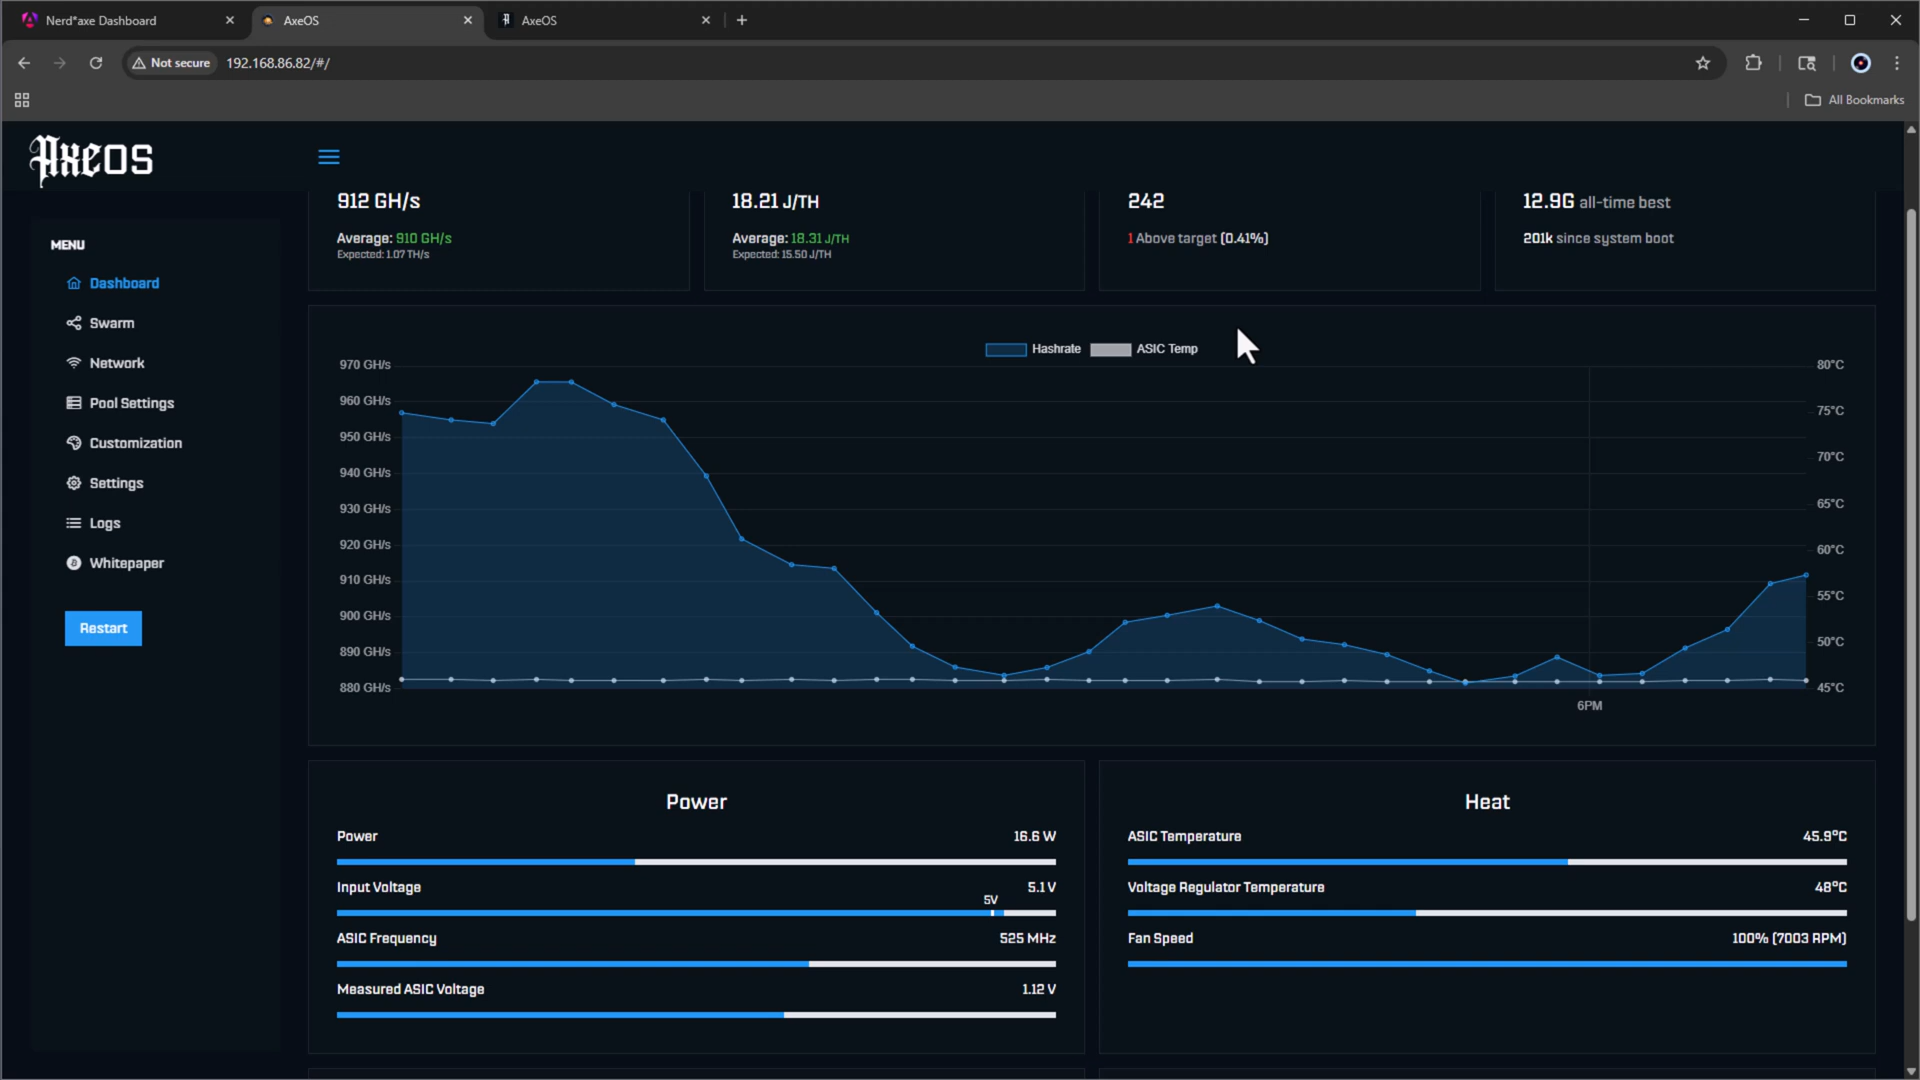 Nerd*axe Dashboard
AxeOS
AxeOS
Not secure
192.168.86.82/#/
All Bookmarks
AxeOS
912 GH/s
Average: 910 GH/s
Expected: 1.07 TH/s
18.21 J/TH
Average: 18.31 J/TH
Expected: 15.50 J/TH
242
1 Above target (0.41%)
12.9G all-time best
201k since system boot
MENU
Dashboard
Swarm
Network
Pool Settings
Customization
Settings
Logs
Whitepaper
Restart
Hashrate
ASIC Temp
970 GH/s
960 GH/s
950 GH/s
940 GH/s
930 GH/s
920 GH/s
910 GH/s
900 GH/s
890 GH/s
880 GH/s
80°C
75°C
70°C
65°C
60°C
55°C
50°C
45°C
6PM
Power
Power 16.6 W
Input Voltage 5.1 V
5V
ASIC Frequency 525 MHz
Measured ASIC Voltage 1.12 V
Heat
ASIC Temperature 45.9°C
Voltage Regulator Temperature 48°C
Fan Speed 100% (7003 RPM)